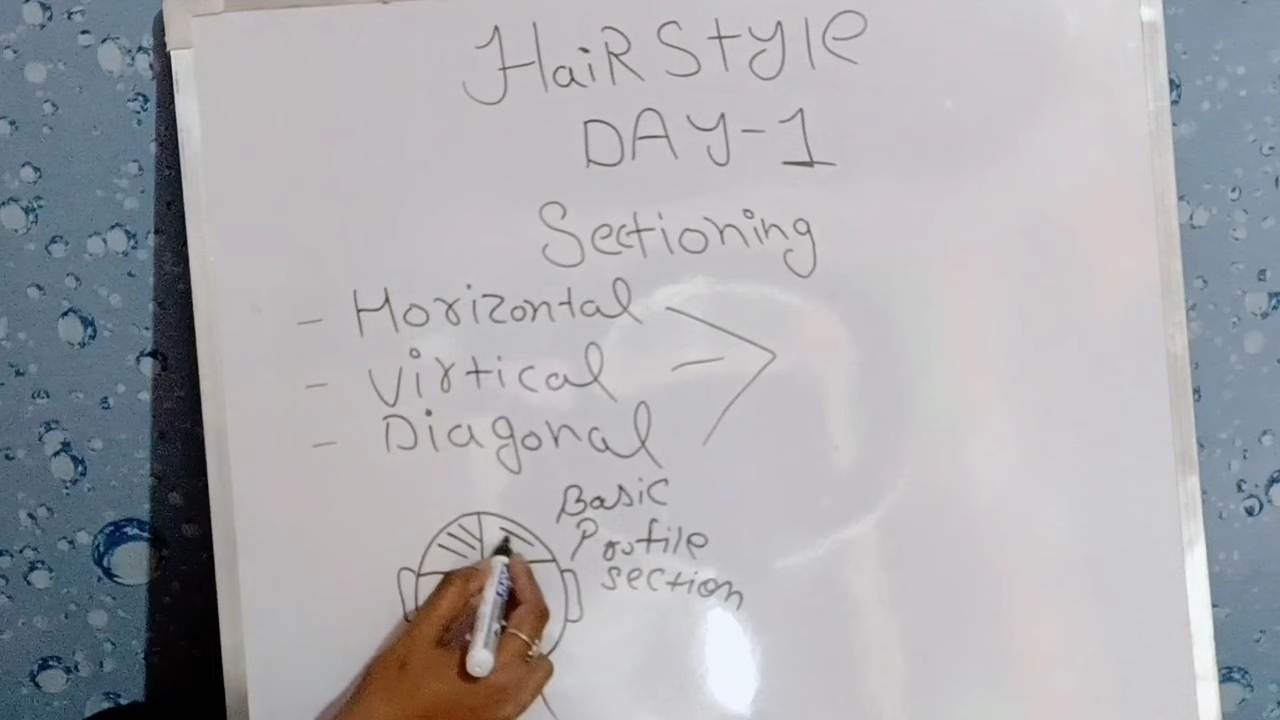 HaiR Style
DAY-1
Sectioning
- Horizontal
- Virtical
- Diagonal
Basic
Profile
section